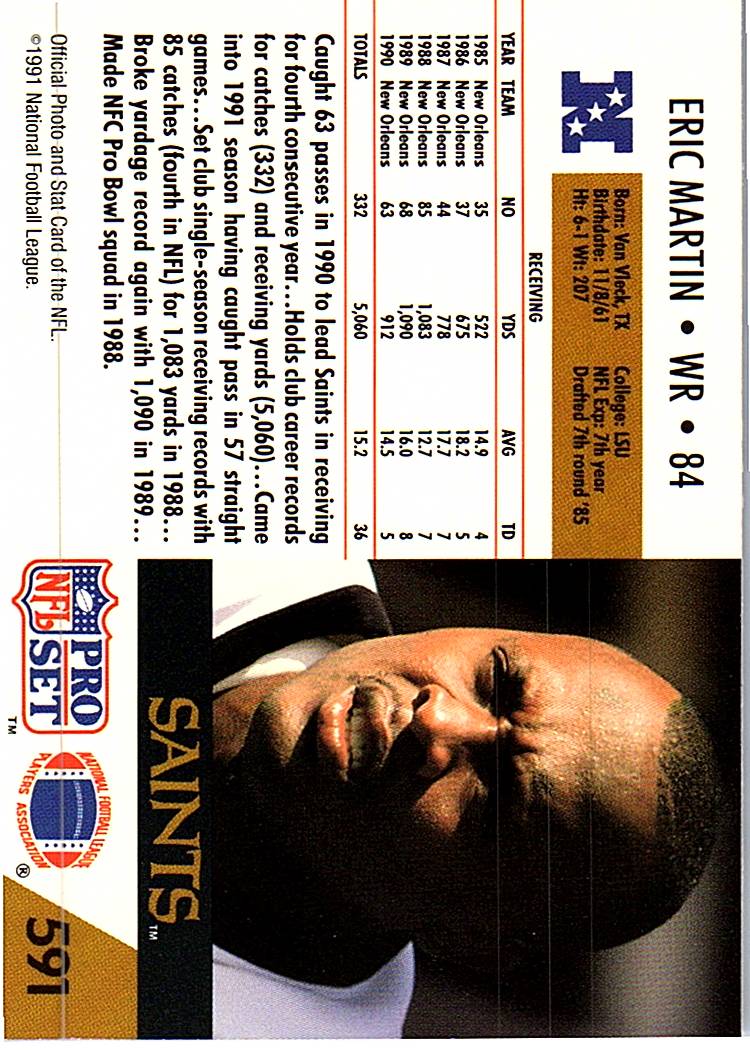 ERIC MARTIN • WR • 84
N
Born: Van Vleck, TX
Birthdate: 11/8/61
Ht: 6-1 Wt: 207
College: LSU
NFL Exp: 7th year
Drafted 7th round '85
RECEIVING
YEAR TEAM NO YDS AVG TD
1985 New Orleans 35 522 14.9 4
1986 New Orleans 37 675 18.2 5
1987 New Orleans 44 778 17.7 7
1988 New Orleans 85 1,083 12.7 7
1989 New Orleans 68 1,090 16.0 8
1990 New Orleans 63 912 14.5 5
TOTALS 332 5,060 15.2 36
Caught 63 passes in 1990 to lead Saints in receiving
for fourth consecutive year...Holds club career records
for catches (332) and receiving yards (5,060)...Came
into 1991 season having caught pass in 57 straight
games...Set club single-season receiving records with
85 catches (fourth in NFL) for 1,083 yards in 1988...
Broke yardage record again with 1,090 in 1989...
Made NFC Pro Bowl squad in 1988.
Official Photo and Stat Card of the NFL.
©1991 National Football League.
SAINTS™
NFL PRO SET™
NATIONAL FOOTBALL LEAGUE
PLAYERS ASSOCIATION®
591